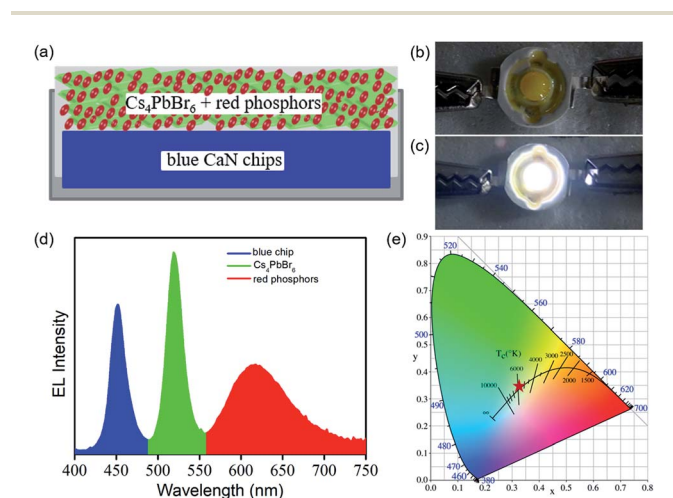 (a)
Cs₄PbBr₆ + red phosphors
blue CaN chips
(b)
(c)
(d)
blue chip
Cs₄PbBr₆
red phosphors
EL Intensity
400 450 500 550 600 650 700 750
Wavelength (nm)
(e)
0.9
0.8
0.7
0.6
0.5
y
0.4
0.3
0.2
0.1
0.0
520
540
560
580
600
620
700
490
480
470
460
380
T_C(°K)
∞
10000
6000
4000
3000
2500
2000
1500
0.0 0.1 0.2 0.3 0.4 0.5 0.6 0.7 0.8
x